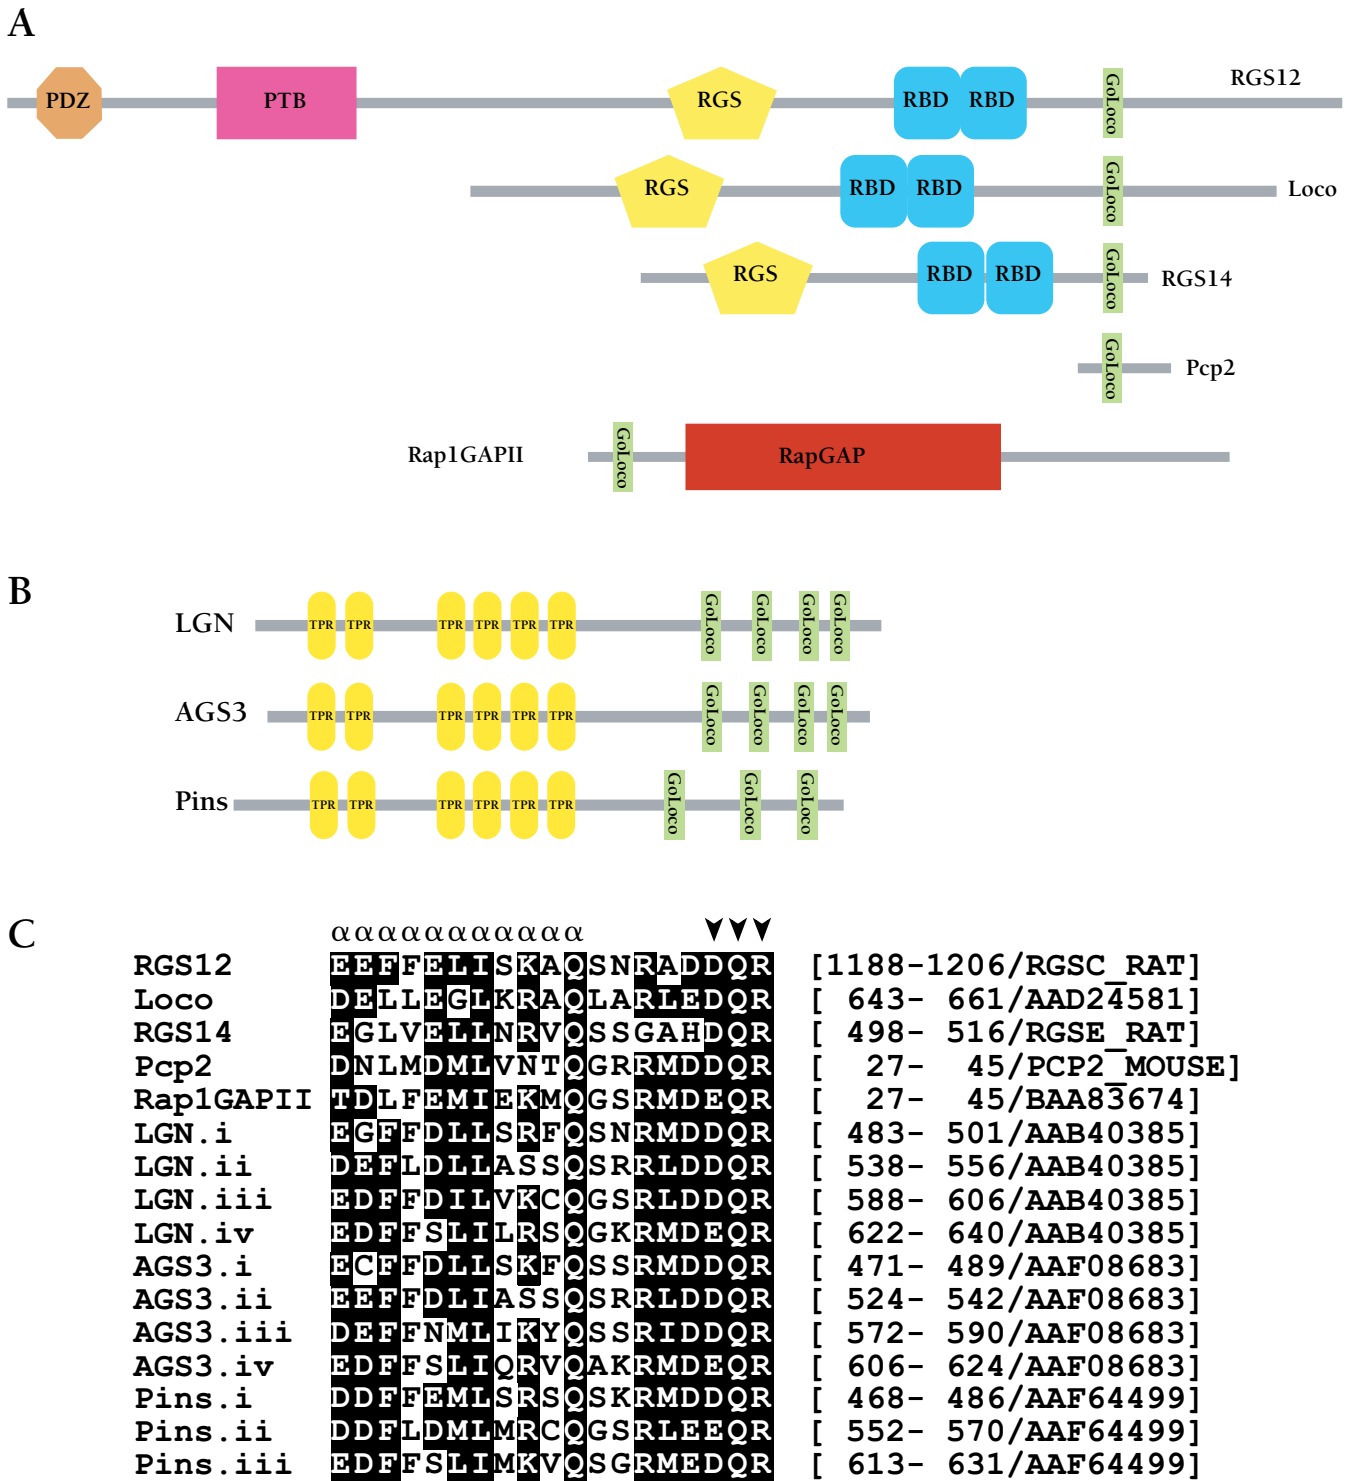 A
PDZ PTB RGS RBD RBD GoLoco RGS12
RGS RBD RBD GoLoco Loco
RGS RBD RBD GoLoco RGS14
GoLoco Pcp2
Rap1GAPII GoLoco RapGAP
B
LGN TPR TPR TPR TPR TPR TPR GoLoco GoLoco GoLoco GoLoco
AGS3 TPR TPR TPR TPR TPR TPR GoLoco GoLoco GoLoco GoLoco
Pins TPR TPR TPR TPR TPR TPR GoLoco GoLoco GoLoco
C
ααααααααααα
RGS12 EEFFELISKAQSNRADDQR [1188-1206/RGSC_RAT]
Loco DELLEGLKRAQLARLEDQR [ 643- 661/AAD24581]
RGS14 EGLVELLNRVQSSGAHDQR [ 498- 516/RGSE_RAT]
Pcp2 DNLMDMLVNTQGRRMDDQR [ 27- 45/PCP2_MOUSE]
Rap1GAPII TDLFEMIEKMQGSRMDEQR [ 27- 45/BAA83674]
LGN.i EGFFDLLSRFQSNRMDDQR [ 483- 501/AAB40385]
LGN.ii DEFLDLLASSQSRRLDDQR [ 538- 556/AAB40385]
LGN.iii EDFFDILVKCQGSRLDDQR [ 588- 606/AAB40385]
LGN.iv EDFFSLILRSQGKRMDEQR [ 622- 640/AAB40385]
AGS3.i ECFFDLLSKFQSSRMDDQR [ 471- 489/AAF08683]
AGS3.ii EEFFDLIASSQSRRLDDQR [ 524- 542/AAF08683]
AGS3.iii DEFFNMLIKYQSSRIDDQR [ 572- 590/AAF08683]
AGS3.iv EDFFSLIQRVQAKRMDEQR [ 606- 624/AAF08683]
Pins.i DDFFEMLSRSQSKRMDDQR [ 468- 486/AAF64499]
Pins.ii DDFLDMLMRCQGSRLEEQR [ 552- 570/AAF64499]
Pins.iii EDFFSLIMKVQSGRMEDQR [ 613- 631/AAF64499]